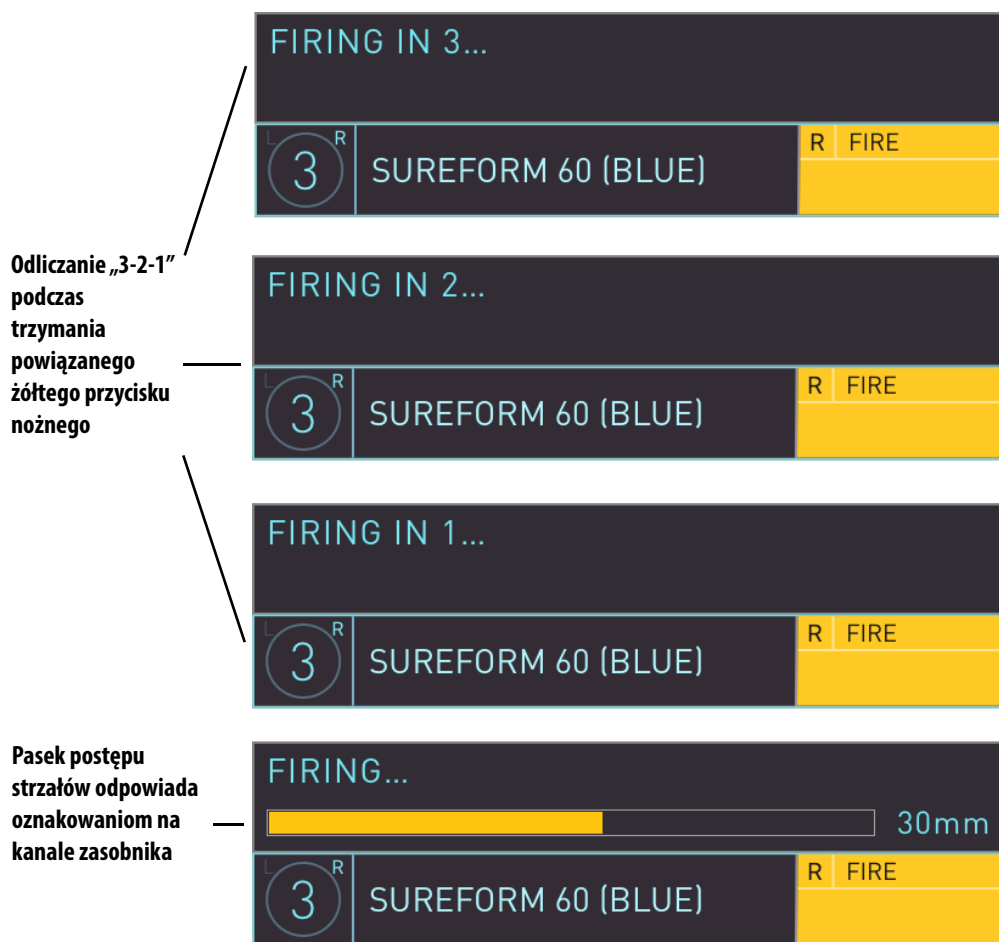 FIRING IN 3...
L R
3
SUREFORM 60 (BLUE)
R FIRE
Odliczanie „3-2-1”
podczas
trzymania
powiązanego
żółtego przycisku
nożnego
FIRING IN 2...
L R
3
SUREFORM 60 (BLUE)
R FIRE
FIRING IN 1...
L R
3
SUREFORM 60 (BLUE)
R FIRE
Pasek postępu
strzałów odpowiada
oznakowaniom na
kanale zasobnika
FIRING...
30mm
L R
3
SUREFORM 60 (BLUE)
R FIRE